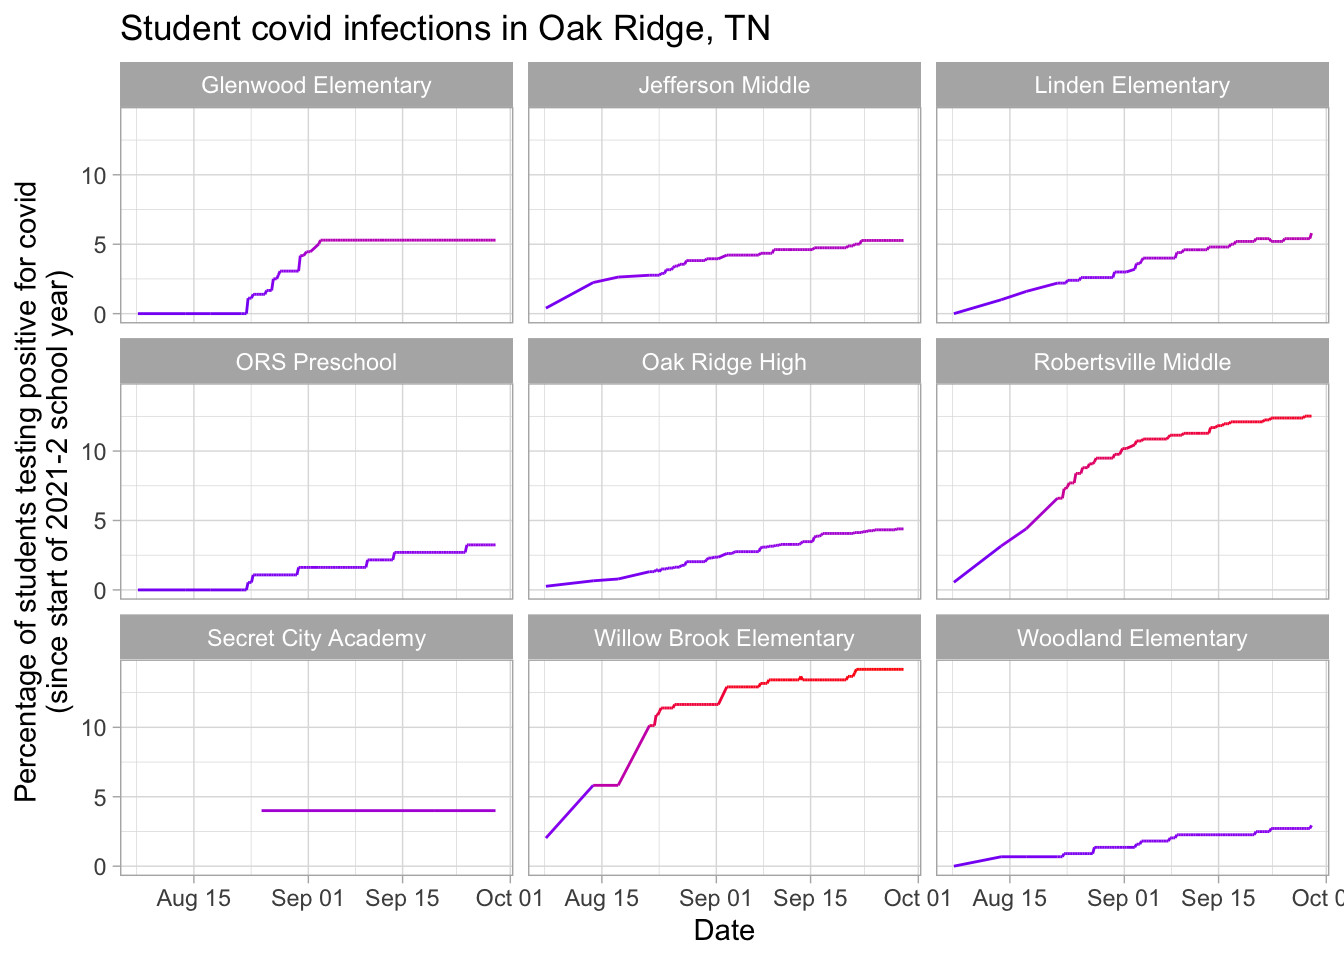 Student covid infections in Oak Ridge, TN
Percentage of students testing positive for covid
(since start of 2021-2 school year)
Glenwood Elementary
Jefferson Middle
Linden Elementary
10
5
0
ORS Preschool
Oak Ridge High
Robertsville Middle
10
5
0
Secret City Academy
Willow Brook Elementary
Woodland Elementary
10
5
0
Aug 15 Sep 01 Sep 15 Oct 01 Aug 15 Sep 01 Sep 15 Oct 01 Aug 15 Sep 01 Sep 15 Oct 0
Date